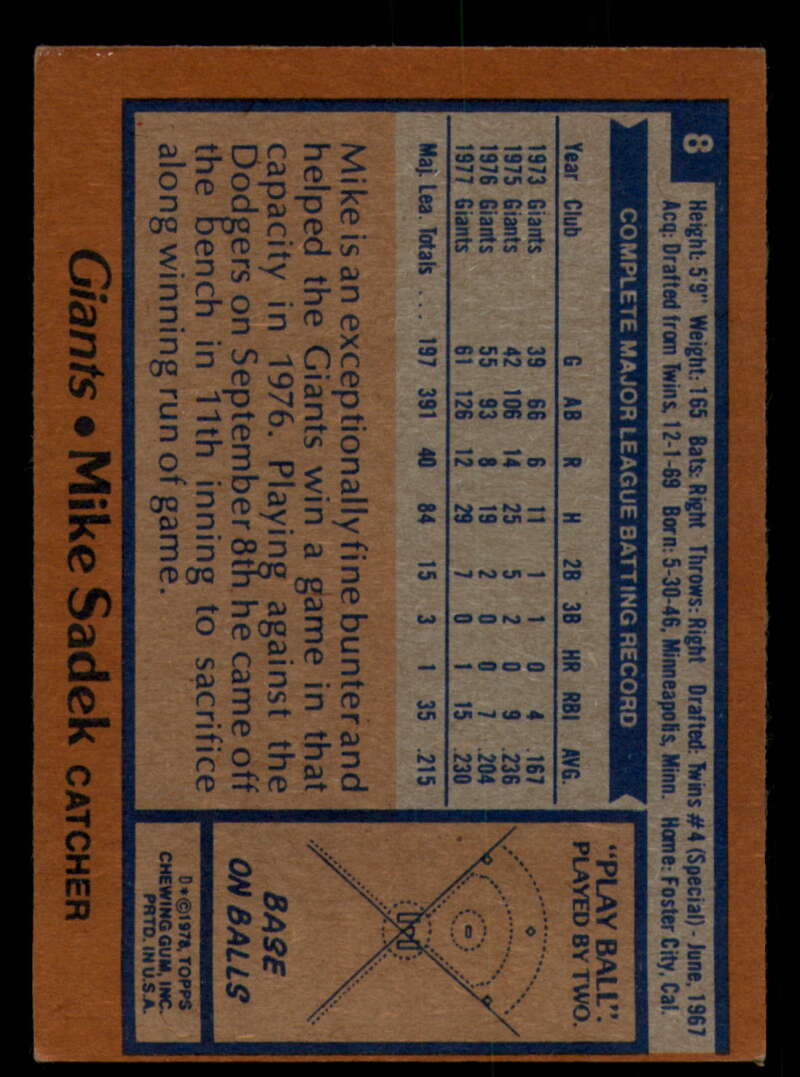 8
Height: 5'9" Weight: 165 Bats: Right Throws: Right Drafted: Twins #4 (Special) - June, 1967
Acq: Drafted from Twins, 12-1-69 Born: 5-30-46, Minneapolis, Minn. Home: Foster City, Cal.
COMPLETE MAJOR LEAGUE BATTING RECORD
Year Club G AB R H 2B 3B HR RBI AVG.
1973 Giants 39 66 6 11 1 1 0 4 .167
1975 Giants 42 106 14 25 5 2 0 9 .236
1976 Giants 55 93 8 19 2 0 0 7 .204
1977 Giants 61 126 12 29 7 0 1 15 .230
Maj. Lea. Totals ... 197 391 40 84 15 3 1 35 .215
Mike is an exceptionally fine bunter and
helped the Giants win a game in that
capacity in 1976. Playing against the
Dodgers on September 8th he came off
the bench in 11th inning to sacrifice
along winning run of game.
"PLAY BALL":
PLAYED BY TWO.
BASE
ON BALLS
D*©1978, TOPPS
CHEWING GUM, INC.
PRTD. IN U.S.A.
Giants • Mike Sadek CATCHER